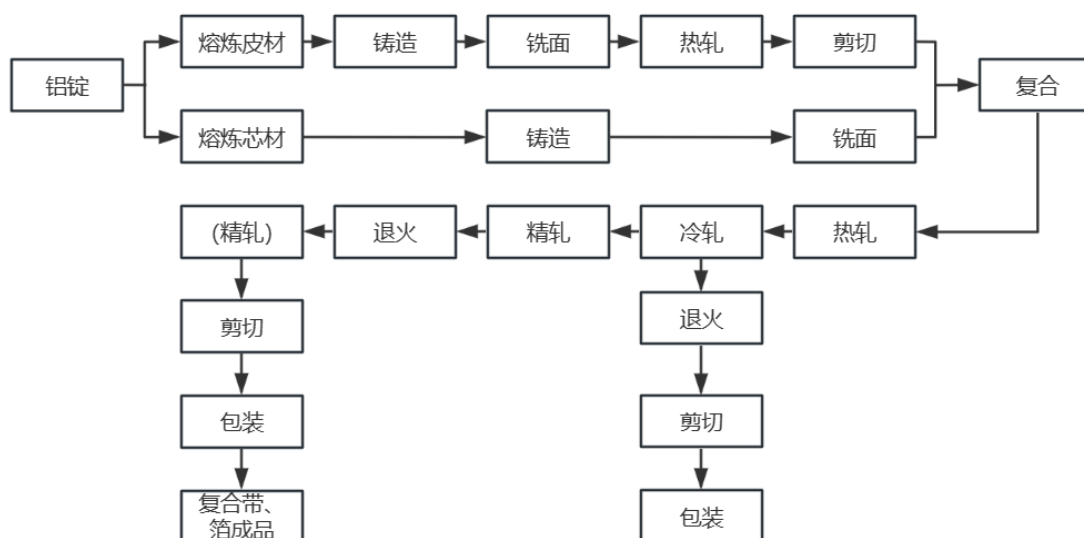 熔炼皮材
铸造
铣面
热轧
剪切
铝锭
复合
熔炼芯材
铸造
铣面
(精轧)
退火
精轧
冷轧
热轧
剪切
退火
包装
剪切
复合带、
箔成品
包装